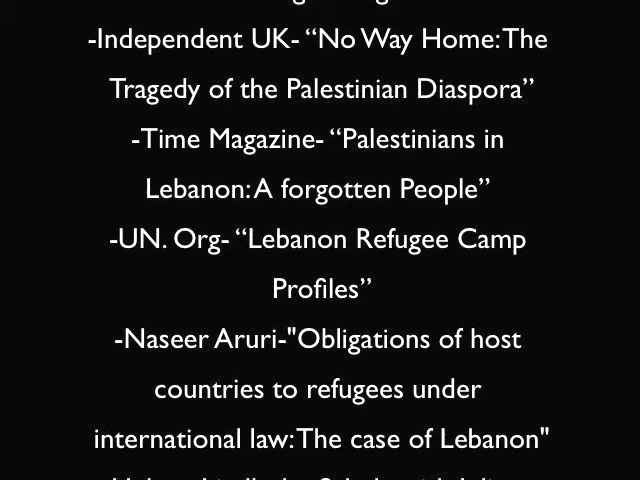 -Independent UK- “No Way Home: The
Tragedy of the Palestinian Diaspora”
-Time Magazine- “Palestinians in
Lebanon: A forgotten People”
-UN. Org- “Lebanon Refugee Camp
Profiles”
-Naseer Aruri-"Obligations of host
countries to refugees under
international law: The case of Lebanon"